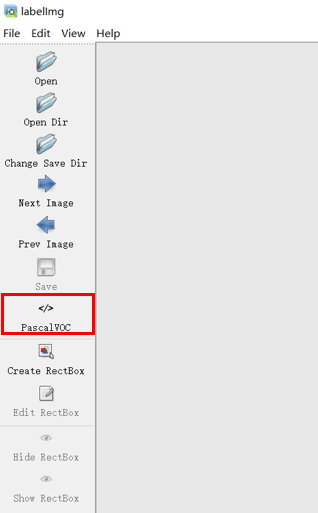 labelImg
File Edit View Help
Open
Open Dir
Change Save Dir
Next Image
Prev Image
Save
</>
PascalVOC
Create RectBox
Edit RectBox
Hide RectBox
Show RectBox